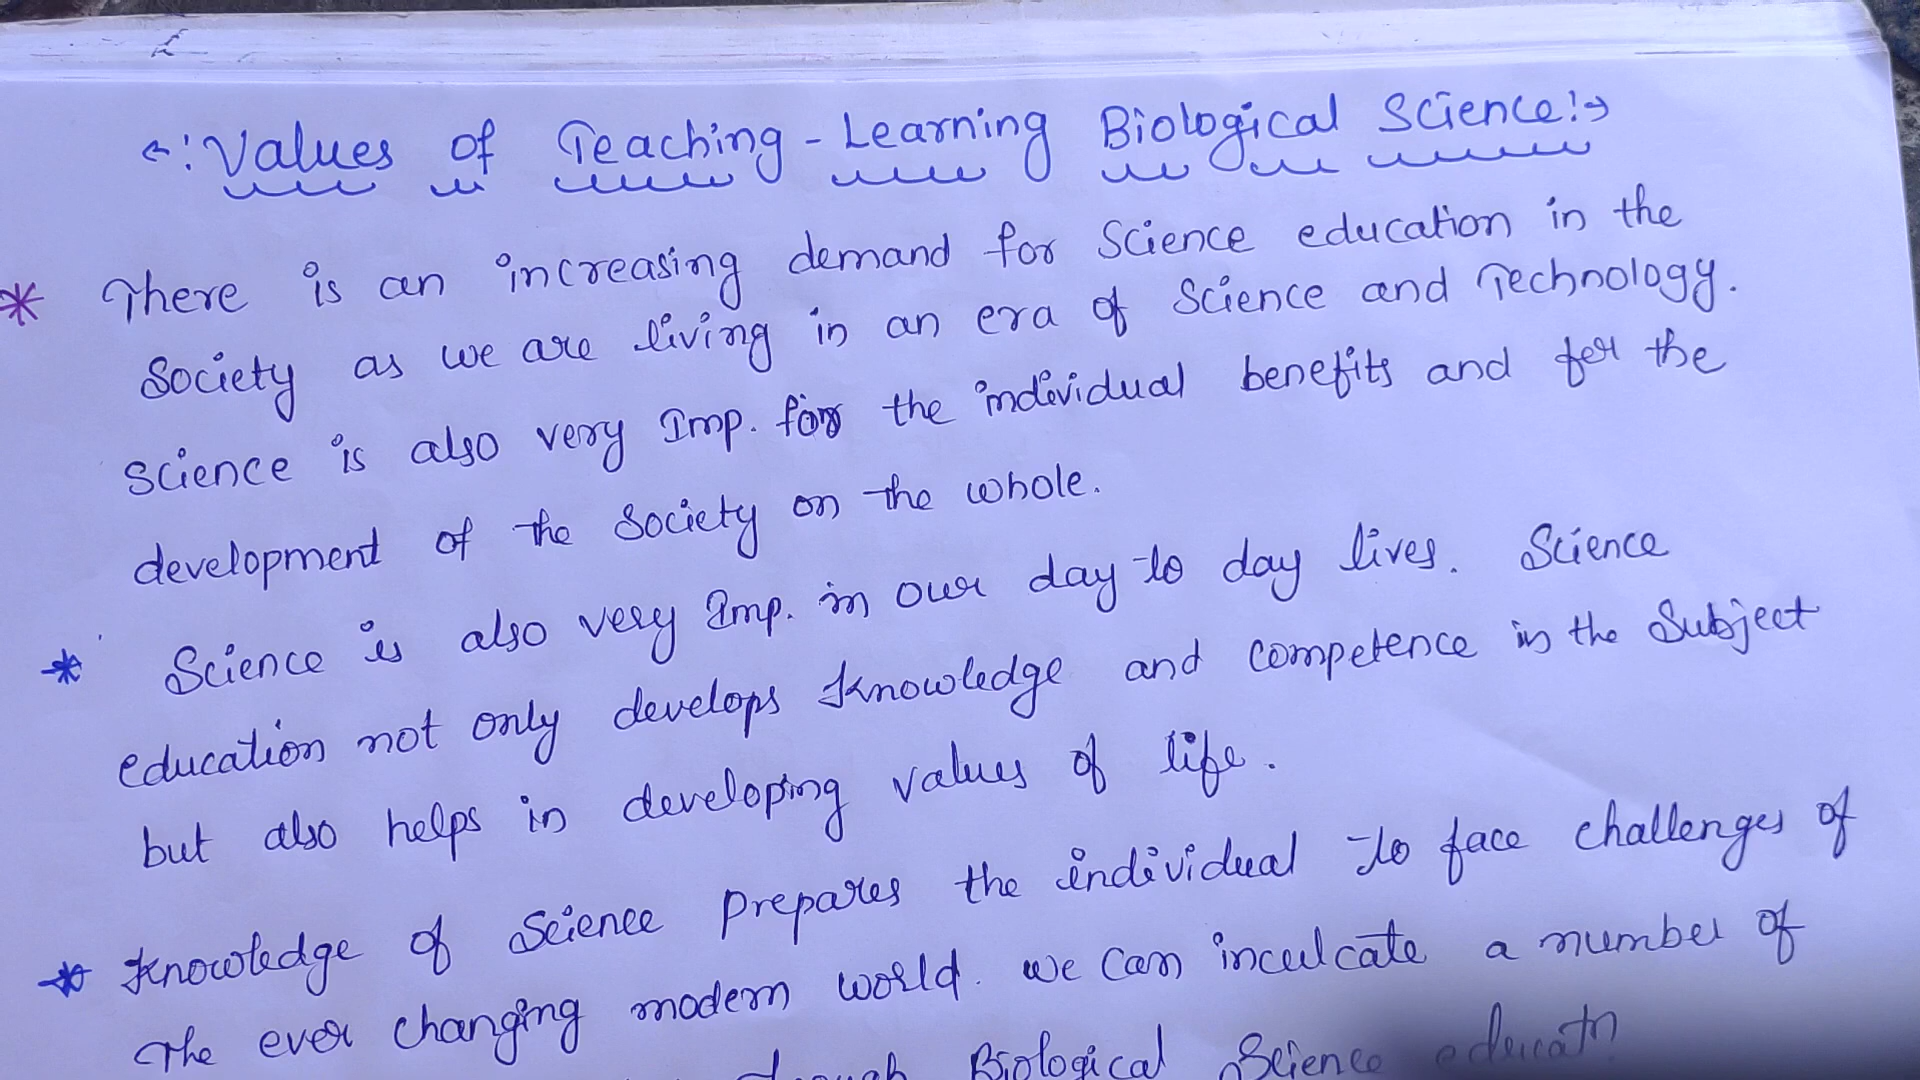 ←: Values of Teaching - Learning Biological Science :→
* There is an increasing demand for Science education in the
Society as we are living in an era of Science and Technology.
Science is also very Imp. for the individual benefits and for the
development of the Society on the whole.
* Science is also very Imp. in our day to day lives. Science
education not only develops knowledge and competence in the Subject
but also helps in developing values of life.
* Knowledge of Science prepares the individual to face challenges of
The ever changing modern world. we can inculcate a number of
through Biological Science educatn